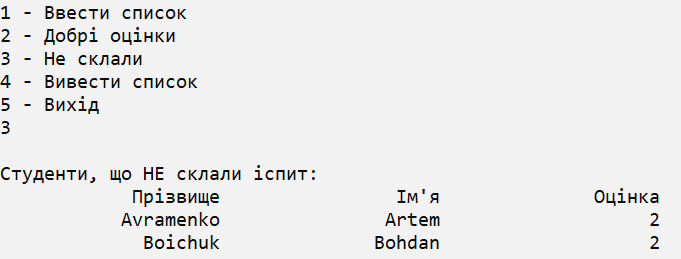 1 - Ввести список
2 - Добрі оцінки
3 - Не склали
4 - Вивести список
5 - Вихід
3
Студенти, що НЕ склали іспит:
Прізвище Ім'я Оцінка
Avramenko Artem 2
Boichuk Bohdan 2